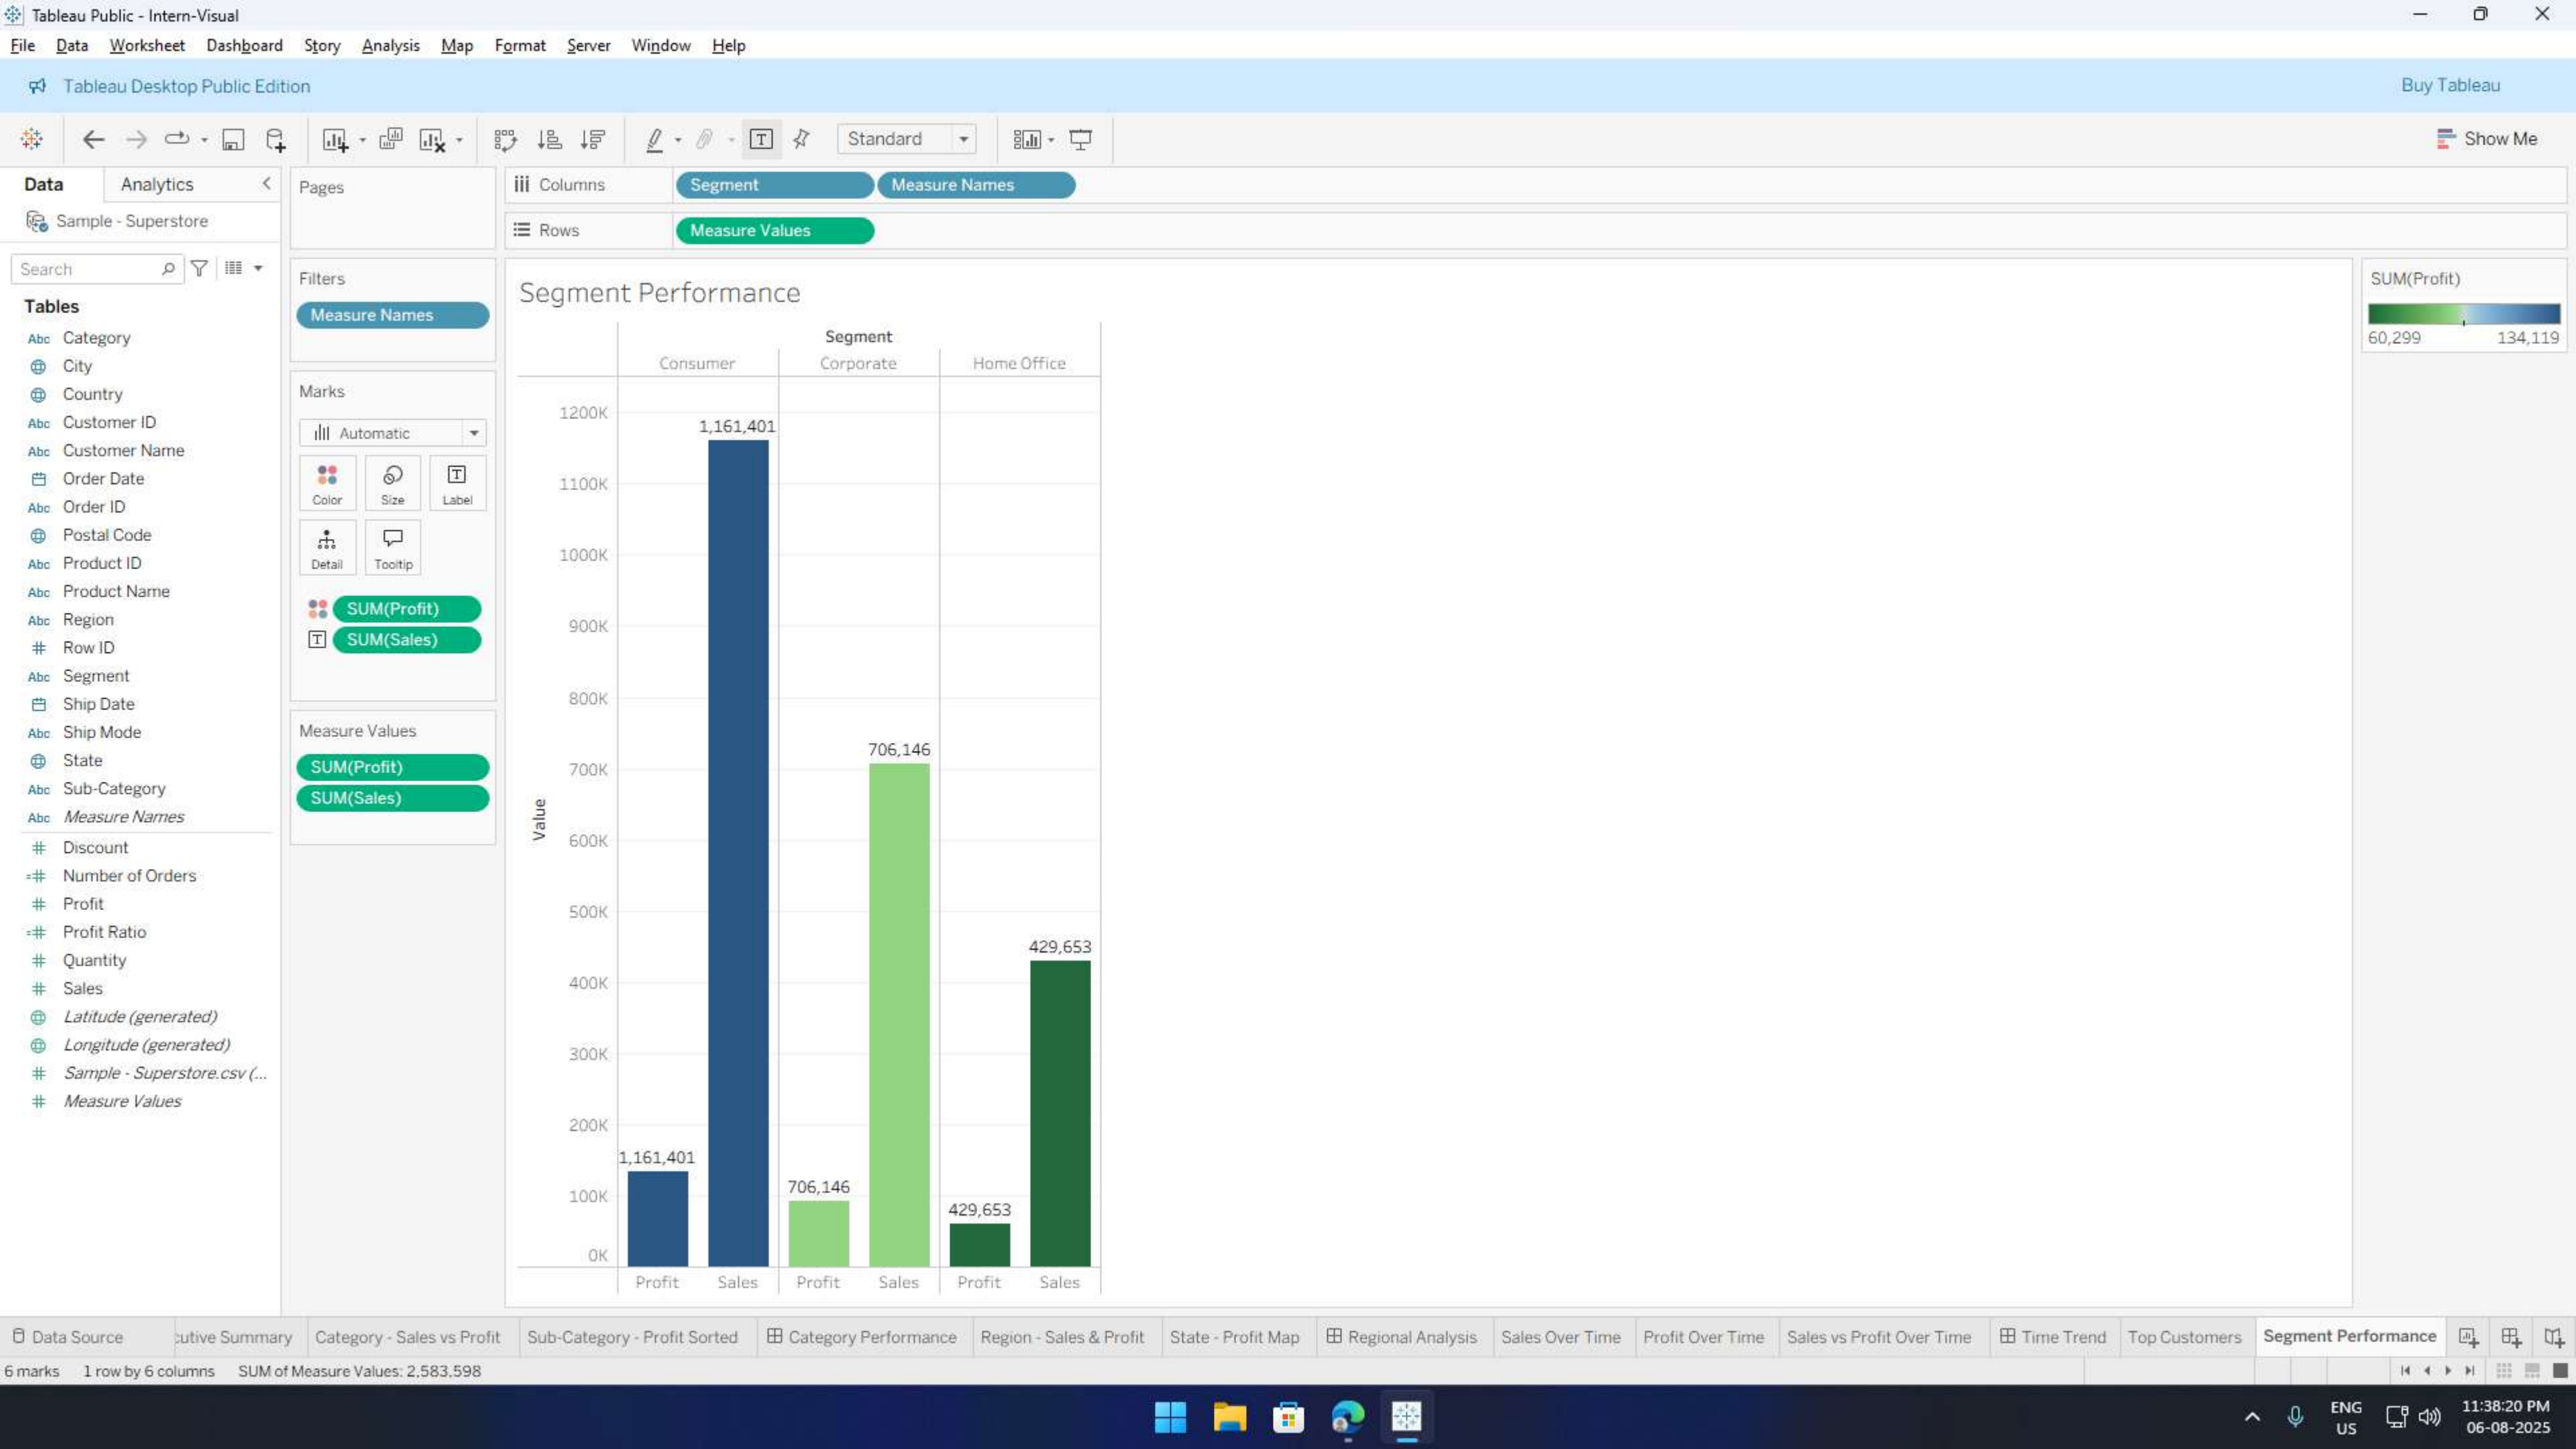 Tableau Public - Intern-Visual
File Data Worksheet Dashboard Story Analysis Map Format Server Window Help
Tableau Desktop Public Edition
Buy Tableau
Standard
Show Me
Data
Analytics
Sample - Superstore
Search
Tables
Abc Category
City
Country
Abc Customer ID
Abc Customer Name
Order Date
Abc Order ID
Postal Code
Abc Product ID
Abc Product Name
Abc Region
# Row ID
Abc Segment
Ship Date
Abc Ship Mode
State
Abc Sub-Category
Abc Measure Names
# Discount
=# Number of Orders
# Profit
=# Profit Ratio
# Quantity
# Sales
Latitude (generated)
Longitude (generated)
# Sample - Superstore.csv (...
# Measure Values
Pages
Filters
Measure Names
Marks
Automatic
Color Size T Label
Detail Tooltip
SUM(Profit)
T SUM(Sales)
Measure Values
SUM(Profit)
SUM(Sales)
Columns Segment Measure Names
Rows Measure Values
Segment Performance
Segment
Consumer Corporate Home Office
1200K
1100K
1000K
900K
800K
700K
600K
500K
400K
300K
200K
100K
0K
Value
1,161,401
706,146
429,653
1,161,401
706,146
429,653
Profit Sales Profit Sales Profit Sales
SUM(Profit)
60,299 134,119
Data Source cutive Summary Category - Sales vs Profit Sub-Category - Profit Sorted Category Performance Region - Sales & Profit State - Profit Map Regional Analysis Sales Over Time Profit Over Time Sales vs Profit Over Time Time Trend Top Customers Segment Performance
6 marks 1 row by 6 columns SUM of Measure Values: 2,583,598
ENG
US
11:38:20 PM
06-08-2025